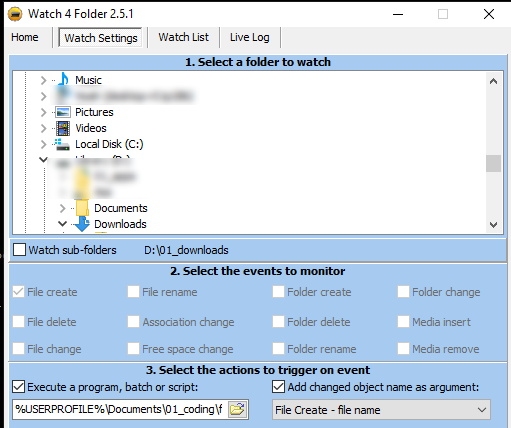 Watch 4 Folder 2.5.1
Home Watch Settings Watch List Live Log
1. Select a folder to watch
Music
Pictures
Videos
Local Disk (C:)
Documents
Downloads
Watch sub-folders D:\01_downloads
2. Select the events to monitor
File create File rename Folder create Folder change
File delete Association change Folder delete Media insert
File change Free space change Folder rename Media remove
3. Select the actions to trigger on event
Execute a program, batch or script: Add changed object name as argument:
%USERPROFILE%\Documents\01_coding\f File Create - file name